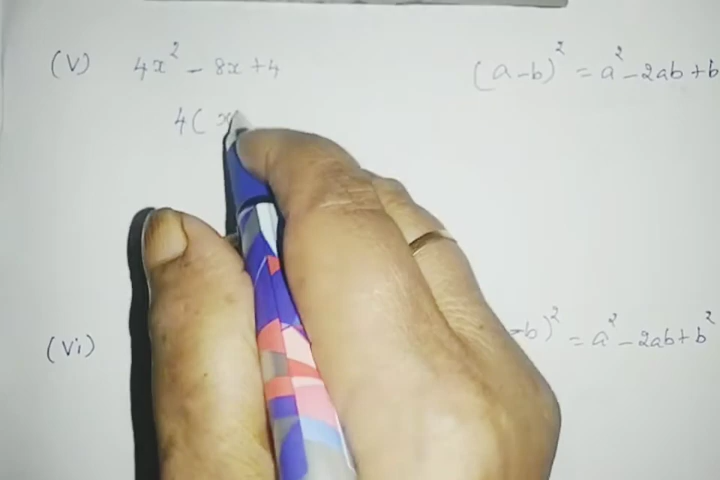 (V) 4x² - 8x + 4 (a-b)² = a² - 2ab + b
4( x
(Vi) -b)² = a² - 2ab + b²